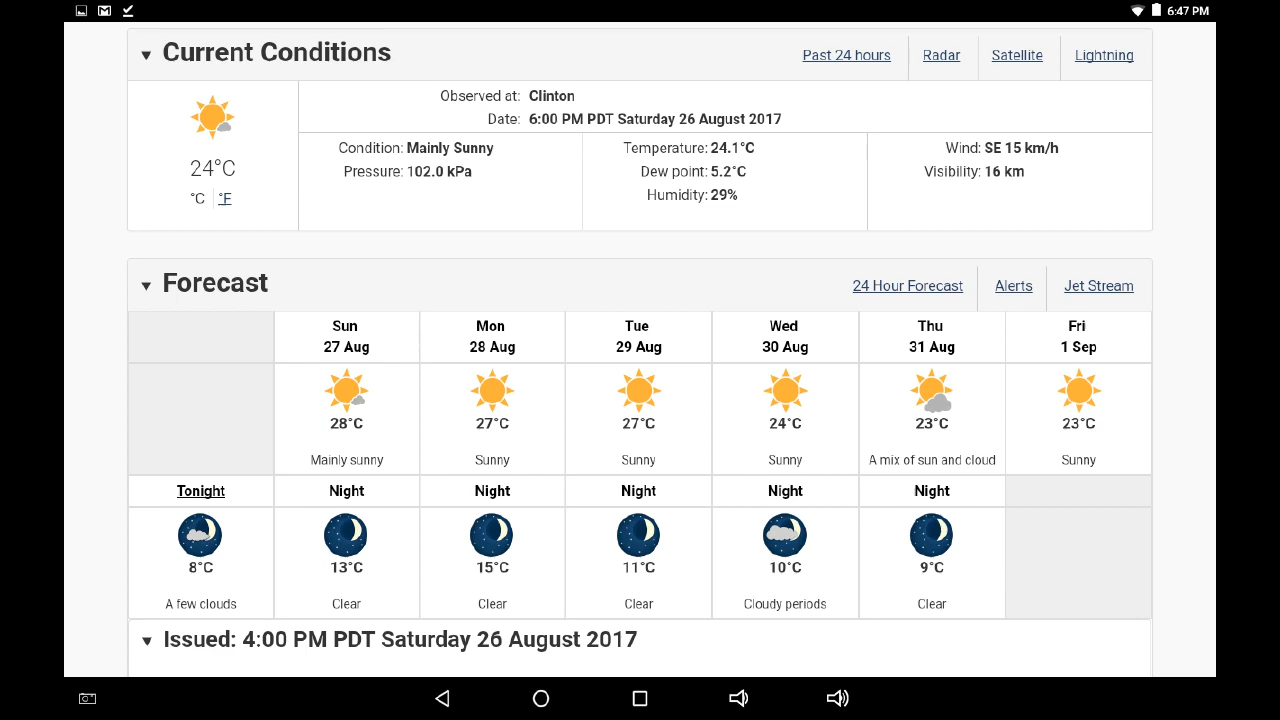 6:47 PM
▼ Current Conditions
Past 24 hours
Radar
Satellite
Lightning
24°C
°C
°F
Observed at: Clinton
Date: 6:00 PM PDT Saturday 26 August 2017
Condition: Mainly Sunny
Pressure: 102.0 kPa
Temperature: 24.1°C
Dew point: 5.2°C
Humidity: 29%
Wind: SE 15 km/h
Visibility: 16 km
▼ Forecast
24 Hour Forecast
Alerts
Jet Stream
Sun Mon Tue Wed Thu Fri
27 Aug 28 Aug 29 Aug 30 Aug 31 Aug 1 Sep
28°C 27°C 27°C 24°C 23°C 23°C
Mainly sunny Sunny Sunny Sunny A mix of sun and cloud Sunny
Tonight Night Night Night Night Night
8°C 13°C 15°C 11°C 10°C 9°C
A few clouds Clear Clear Clear Cloudy periods Clear
▼ Issued: 4:00 PM PDT Saturday 26 August 2017